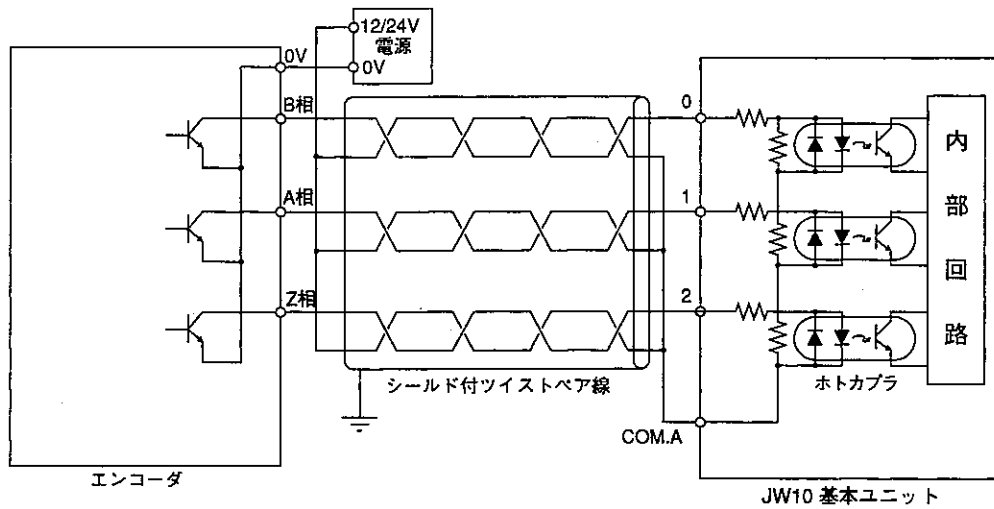 12/24V
電源
0V
0V
B相
A相
Z相
エンコーダ
シールド付ツイストペア線
0
1
2
COM.A
ホトカプラ
内部回路
JW10 基本ユニット